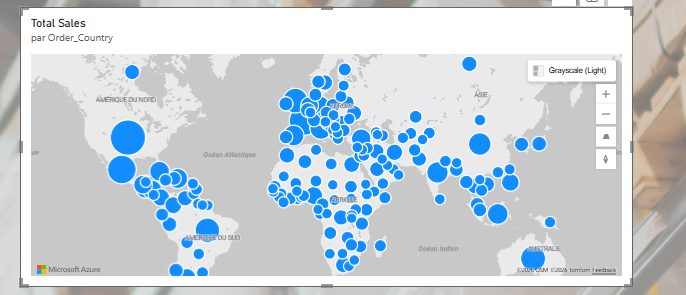 Total Sales
par Order_Country
Grayscale (Light)
AMÉRIQUE DU NORD
EUROPE
ASIE
Océan Atlantique
AFRIQUE
AMÉRIQUE DU SUD
Océan Indien
AUSTRALIE
Microsoft Azure
©2026 OSM ©2026 TomTom Feedback